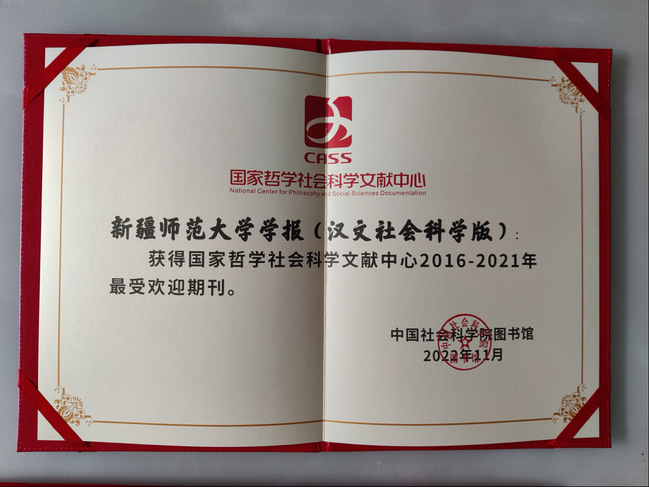 CASS
国家哲学社会科学文献中心
National Center for Philosophy and Social Sciences Documentation
新疆师范大学学报（汉文社会科学版）:
获得国家哲学社会科学文献中心2016-2021年
最受欢迎期刊。
中国社会科学院图书馆
2022年11月